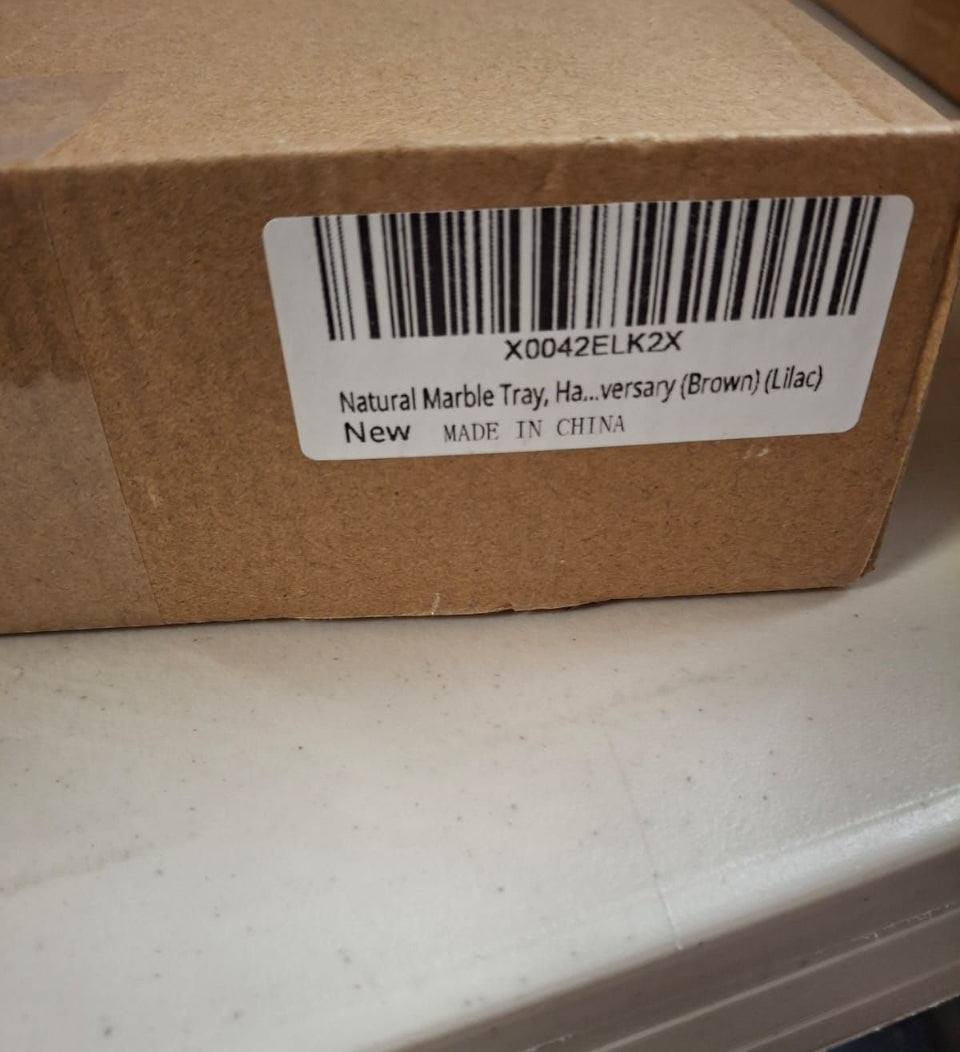 X0042ELK2X
Natural Marble Tray, Ha...versary (Brown) (Lilac)
New MADE IN CHINA